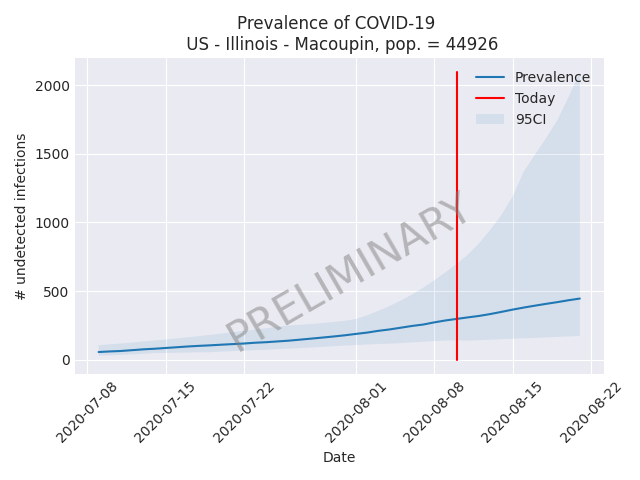 Prevalence of COVID-19
US - Illinois - Macoupin, pop. = 44926
Prevalence
Today
95CI
PRELIMINARY
# undetected infections
2000
1500
1000
500
0
2020-07-08
2020-07-15
2020-07-22
2020-08-01
2020-08-08
2020-08-15
2020-08-22
Date